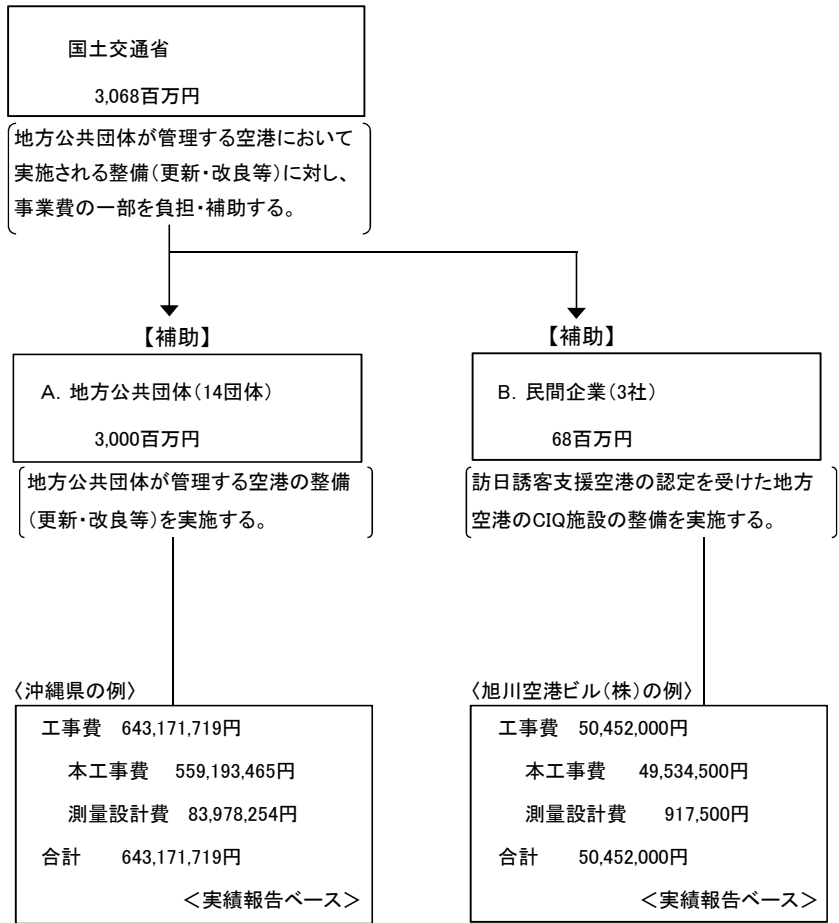 国土交通省
3,068百万円
地方公共団体が管理する空港において
実施される整備(更新・改良等)に対し、
事業費の一部を負担・補助する。
【補助】
A. 地方公共団体(14団体)
3,000百万円
地方公共団体が管理する空港の整備
(更新・改良等)を実施する。
〈沖縄県の例〉
工事費 643,171,719円
本工事費 559,193,465円
測量設計費 83,978,254円
合計 643,171,719円
<実績報告ベース>
【補助】
B. 民間企業(3社)
68百万円
訪日誘客支援空港の認定を受けた地方
空港のCIQ施設の整備を実施する。
〈旭川空港ビル(株)の例〉
工事費 50,452,000円
本工事費 49,534,500円
測量設計費 917,500円
合計 50,452,000円
<実績報告ベース>